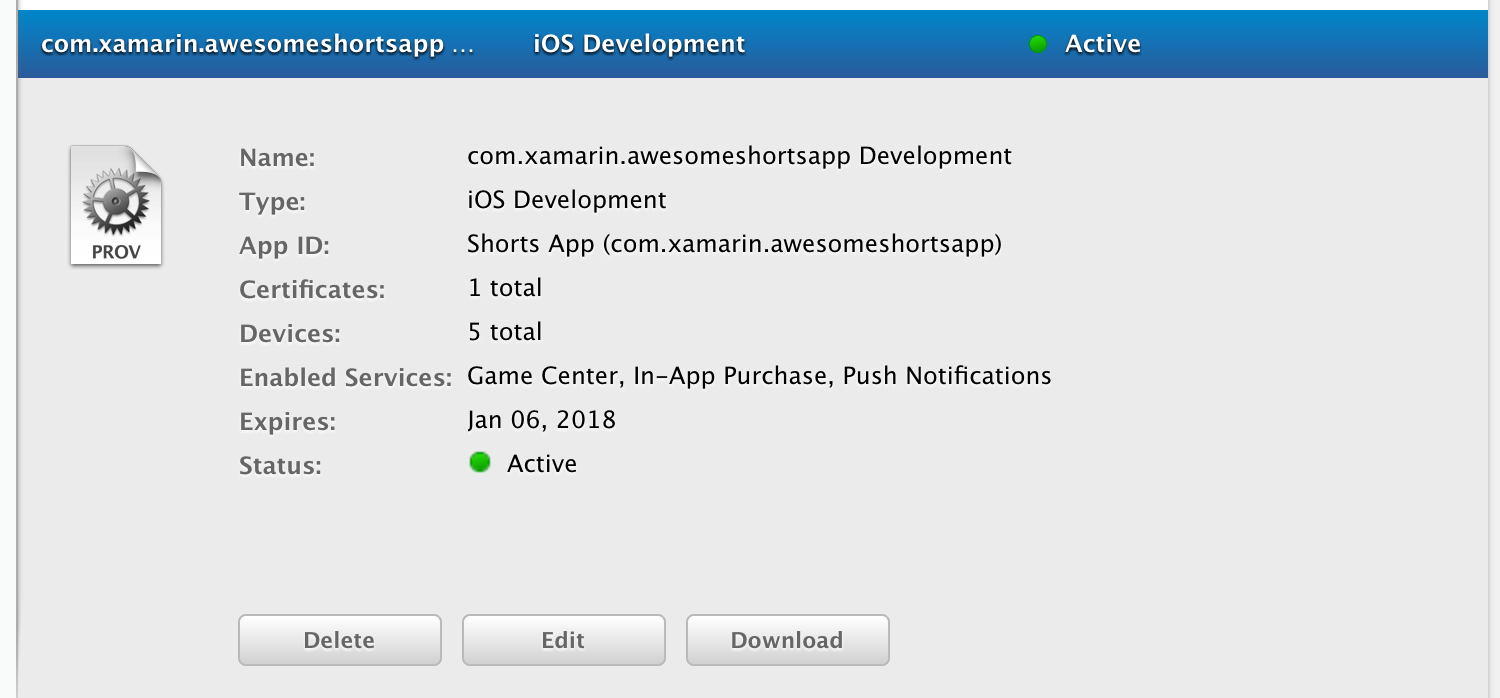 com.xamarin.awesomeshortsapp ... iOS Development Active
PROV
Name: com.xamarin.awesomeshortsapp Development
Type: iOS Development
App ID: Shorts App (com.xamarin.awesomeshortsapp)
Certificates: 1 total
Devices: 5 total
Enabled Services: Game Center, In-App Purchase, Push Notifications
Expires: Jan 06, 2018
Status: Active
Delete Edit Download